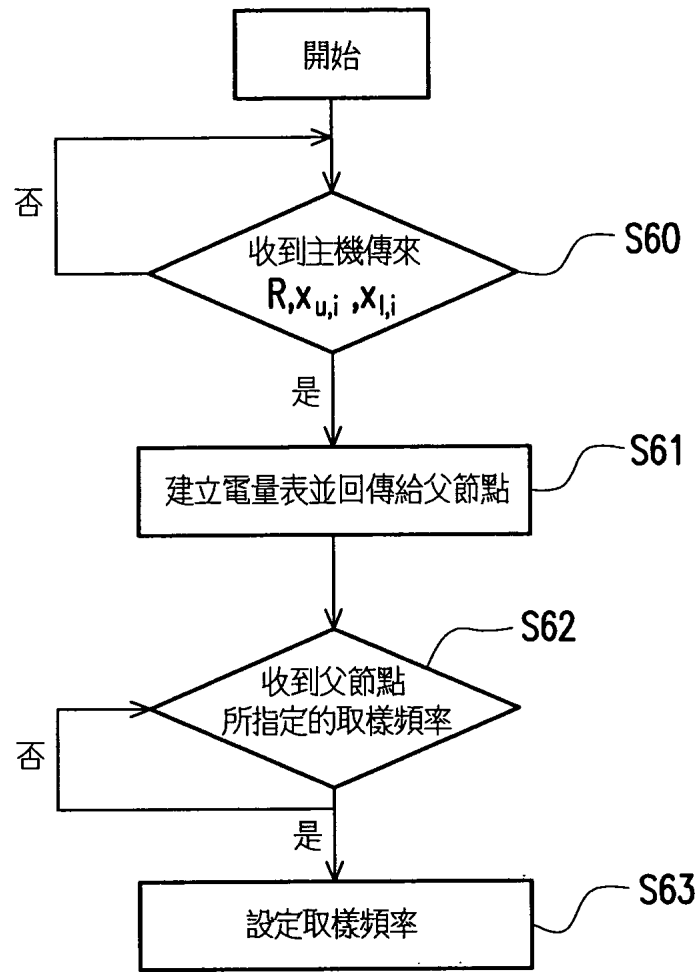 開始
否
收到主機傳來
R,x_{u,i} ,x_{l,i}
S60
是
建立電量表並回傳給父節點
S61
收到父節點
所指定的取樣頻率
S62
否
是
設定取樣頻率
S63